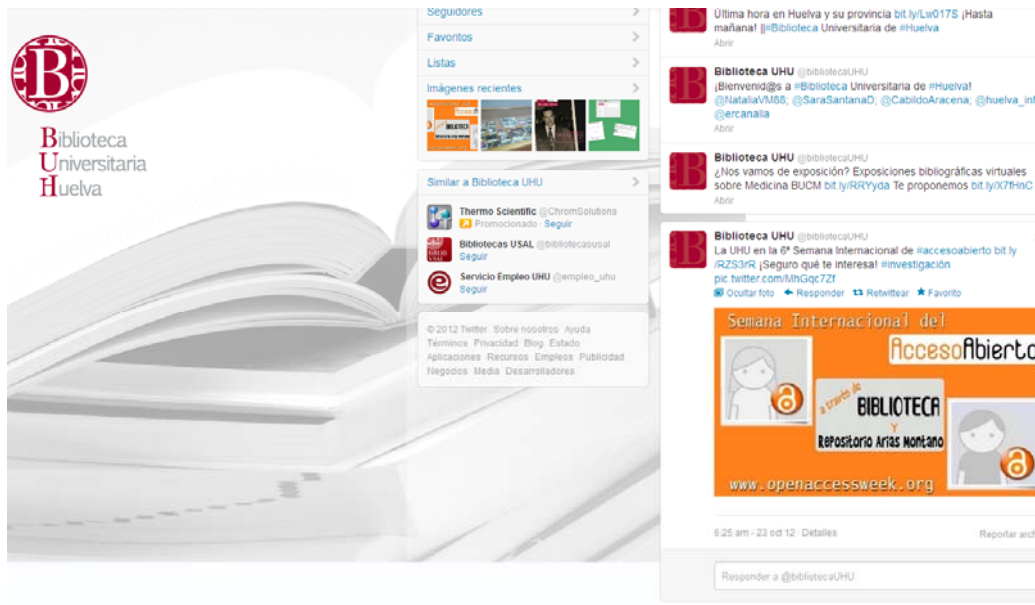 B
Biblioteca
Universitaria
Huelva
Seguidores
Favoritos
Listas
Imágenes recientes
Similar a Biblioteca UHU
Thermo Scientific @ChromSolutions
Promocionado · Seguir
Bibliotecas USAL @bibliotecasusal
Seguir
Servicio Empleo UHU @empleo_uhu
Seguir
© 2012 Twitter Sobre nosotros Ayuda
Términos Privacidad Blog Estado
Aplicaciones Recursos Empleos Publicidad
Negocios Media Desarrolladores
Última hora en Huelva y su provincia bit.ly/Lw017S ¡Hasta
mañana! ||#Biblioteca Universitaria de #Huelva
Abrir
Biblioteca UHU @bibliotecaUHU
¡Bienvenid@s a #Biblioteca Universitaria de #Huelva!
@NataliaVM88; @SaraSantanaD; @CabildoAracena; @huelva_inf
@ercanalla
Abrir
Biblioteca UHU @bibliotecaUHU
¿Nos vamos de exposición? Exposiciones bibliográficas virtuales
sobre Medicina BUCM bit.ly/RRYyda Te proponemos bit.ly/X7fHnC
Abrir
Biblioteca UHU @bibliotecaUHU
La UHU en la 6ª Semana Internacional de #accesoabierto bit.ly
/RZS3rR ¡Seguro qué te interesa! #investigación
pic.twitter.com/MhGqc7Zf
Ocultar foto Responder Retwittear Favorito
Semana Internacional del
AccesoAbierto
a través de
BIBLIOTECA
Y
Repositorio Arias Montano
www.openaccessweek.org
6:25 am - 23 oct 12 · Detalles
Reportar arch
Responder a @bibliotecaUHU